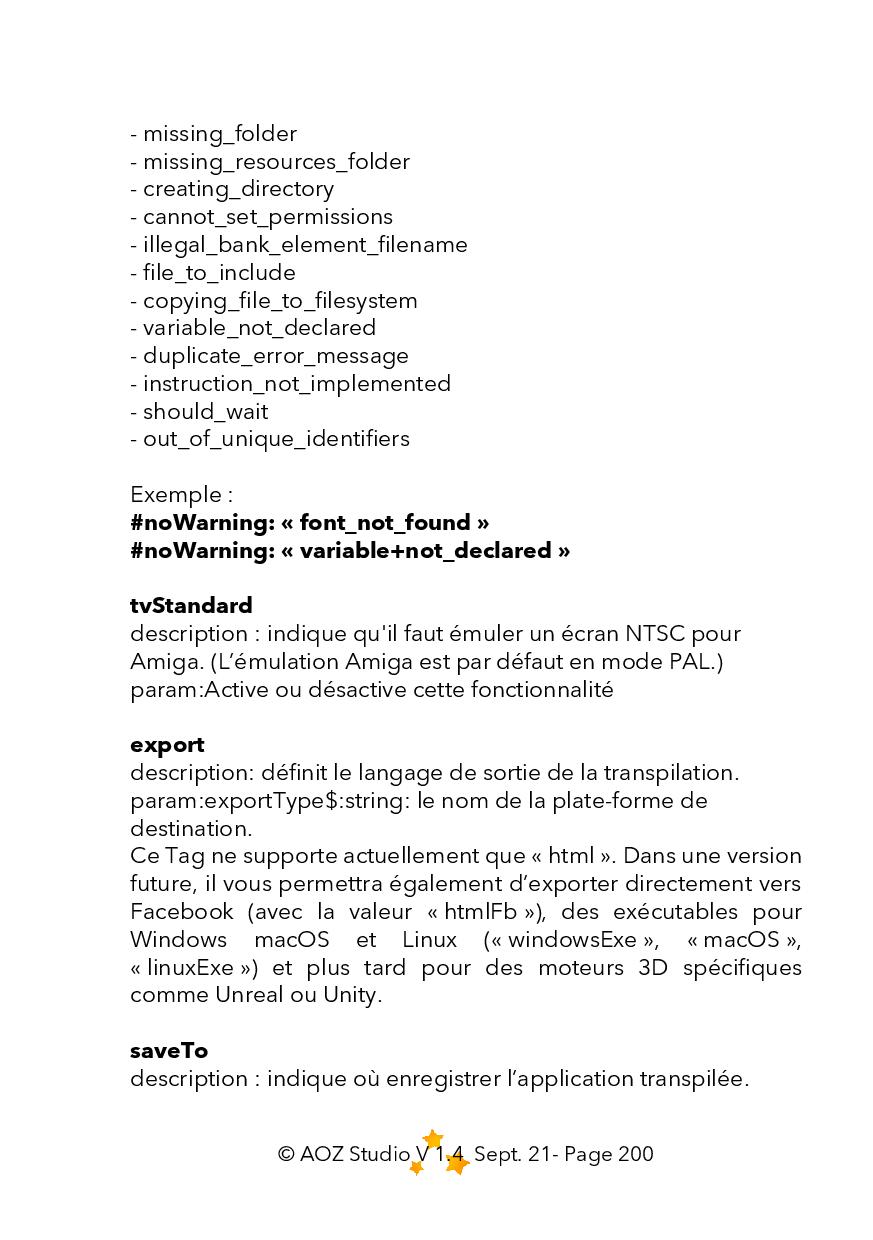 - missing_folder
- missing_resources_folder
- creating_directory
- cannot_set_permissions
- illegal_bank_element_filename
- file_to_include
- copying_file_to_filesystem
- variable_not_declared
- duplicate_error_message
- instruction_not_implemented
- should_wait
- out_of_unique_identifiers
Exemple :
#noWarning: « font_not_found »
#noWarning: « variable+not_declared »
tvStandard
description : indique qu'il faut émuler un écran NTSC pour
Amiga. (L’émulation Amiga est par défaut en mode PAL.)
param:Active ou désactive cette fonctionnalité
export
description: définit le langage de sortie de la transpilation.
param:exportType$:string: le nom de la plate-forme de
destination.
Ce Tag ne supporte actuellement que « html ». Dans une version
future, il vous permettra également d’exporter directement vers
Facebook (avec la valeur « htmlFb »), des exécutables pour
Windows macOS et Linux (« windowsExe », « macOS »,
« linuxExe ») et plus tard pour des moteurs 3D spécifiques
comme Unreal ou Unity.
saveTo
description : indique où enregistrer l’application transpilée.
© AOZ Studio V 1.4 Sept. 21- Page 200